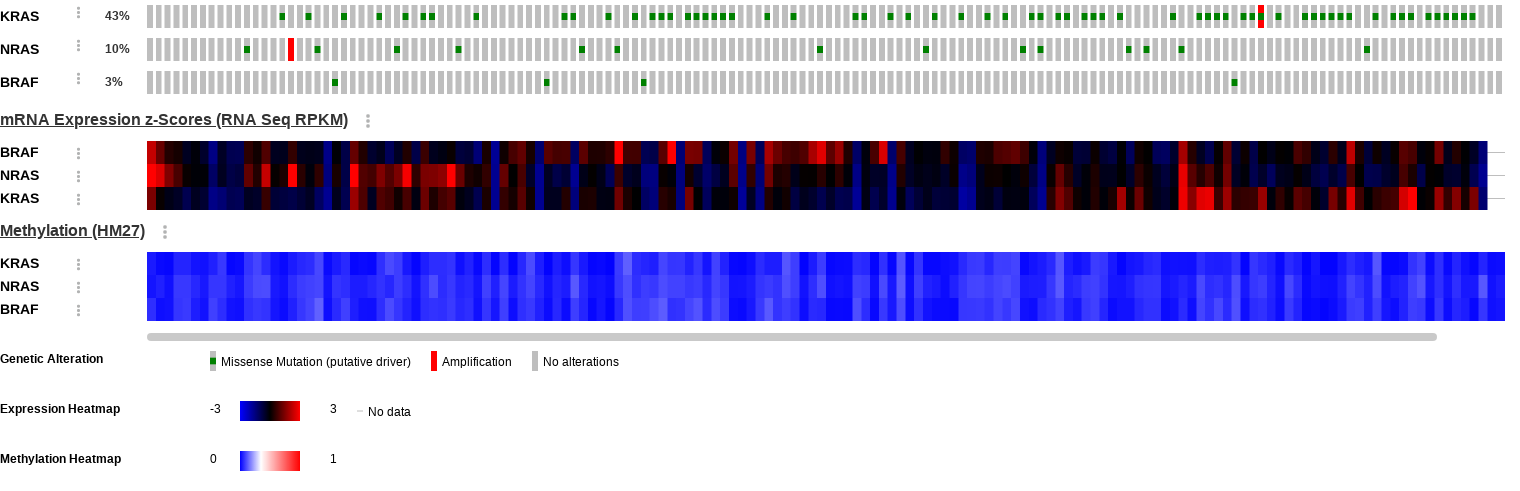 KRAS 43%
NRAS 10%
BRAF 3%
mRNA Expression z-Scores (RNA Seq RPKM)
BRAF
NRAS
KRAS
Methylation (HM27)
KRAS
NRAS
BRAF
Genetic Alteration Missense Mutation (putative driver) Amplification No alterations
Expression Heatmap -3 3 No data
Methylation Heatmap 0 1